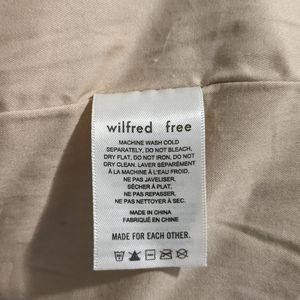 wilfred free
MACHINE WASH COLD
SEPARATELY, DO NOT BLEACH,
DRY FLAT, DO NOT IRON, DO NOT
DRY CLEAN. LAVER SÉPARÉMENT
À LA MACHINE À L'EAU FROID.
NE PAS JAVELISER.
SÉCHER À PLAT,
NE PAS REPASSER.
NE PAS NETTOYER À SEC.
MADE IN CHINA
FABRIQUÉ EN CHINE
MADE FOR EACH OTHER.